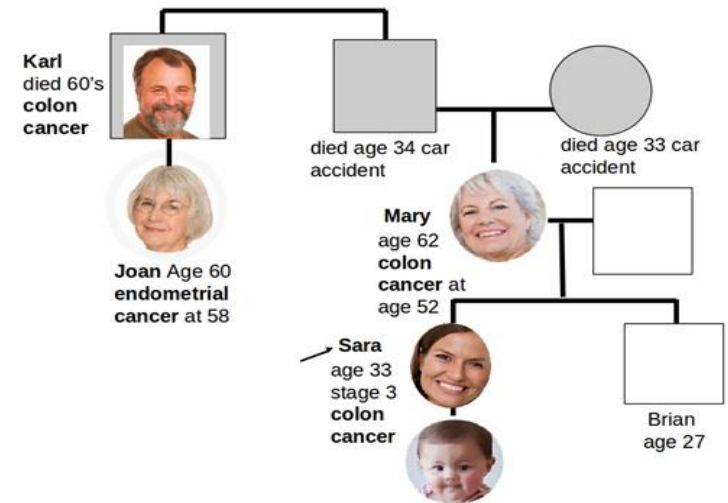 Karl
died 60's
colon
cancer
died age 34 car
accident
died age 33 car
accident
Joan Age 60
endometrial
cancer at 58
Mary
age 62
colon
cancer at
age 52
Sara
age 33
stage 3
colon
cancer
Brian
age 27